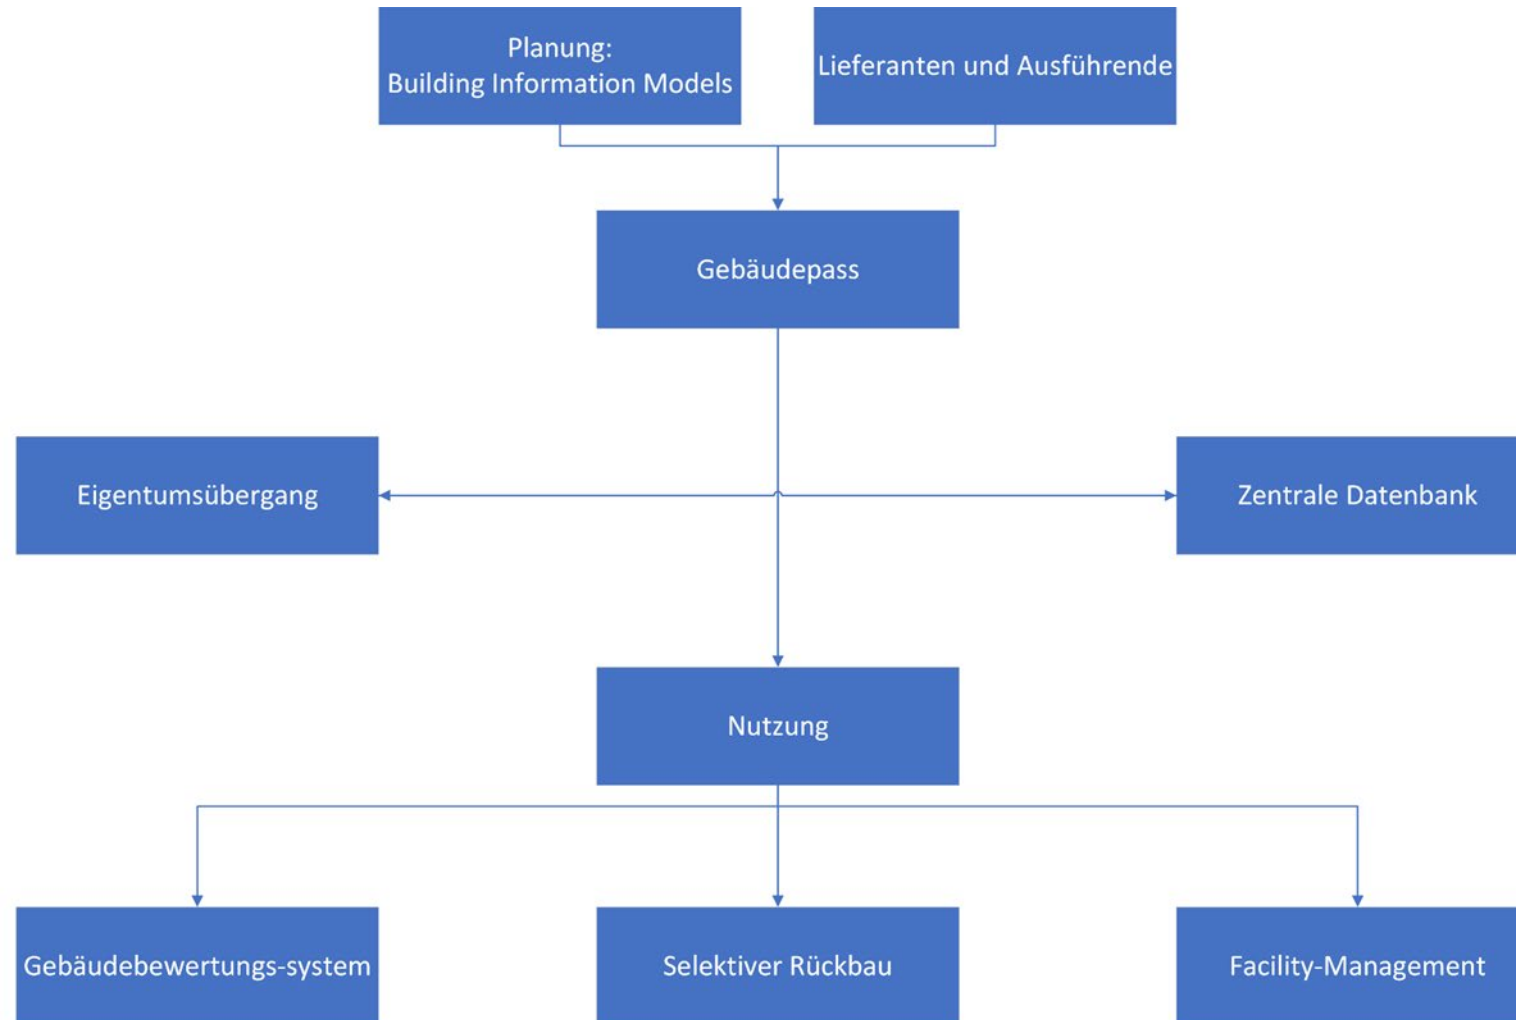 Planung:
Building Information Models
Lieferanten und Ausführende
Gebäudepass
Eigentumsübergang
Zentrale Datenbank
Nutzung
Gebäudebewertungs-system
Selektiver Rückbau
Facility-Management